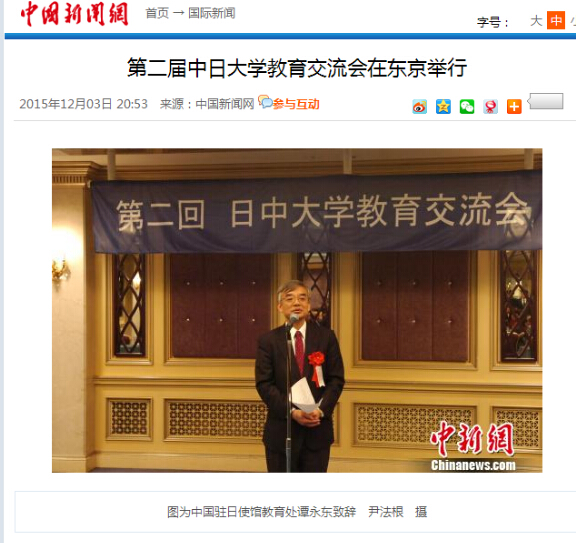 中國新聞網
首页 → 国际新闻
字号： 大 中 小
第二届中日大学教育交流会在东京举行
2015年12月03日 20:53 来源：中国新闻网 参与互动
第二回 日中大学教育交流会
中新網
Chinanews.com
图为中国驻日使馆教育处谭永东致辞 尹法根 摄